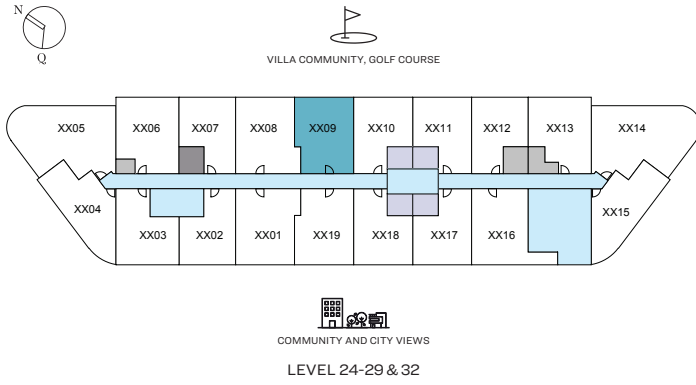 N
Q
VILLA COMMUNITY, GOLF COURSE
XX05 XX06 XX07 XX08 XX09 XX10 XX11 XX12 XX13 XX14
XX04 XX03 XX02 XX01 XX19 XX18 XX17 XX16 XX15
COMMUNITY AND CITY VIEWS
LEVEL 24-29 & 32